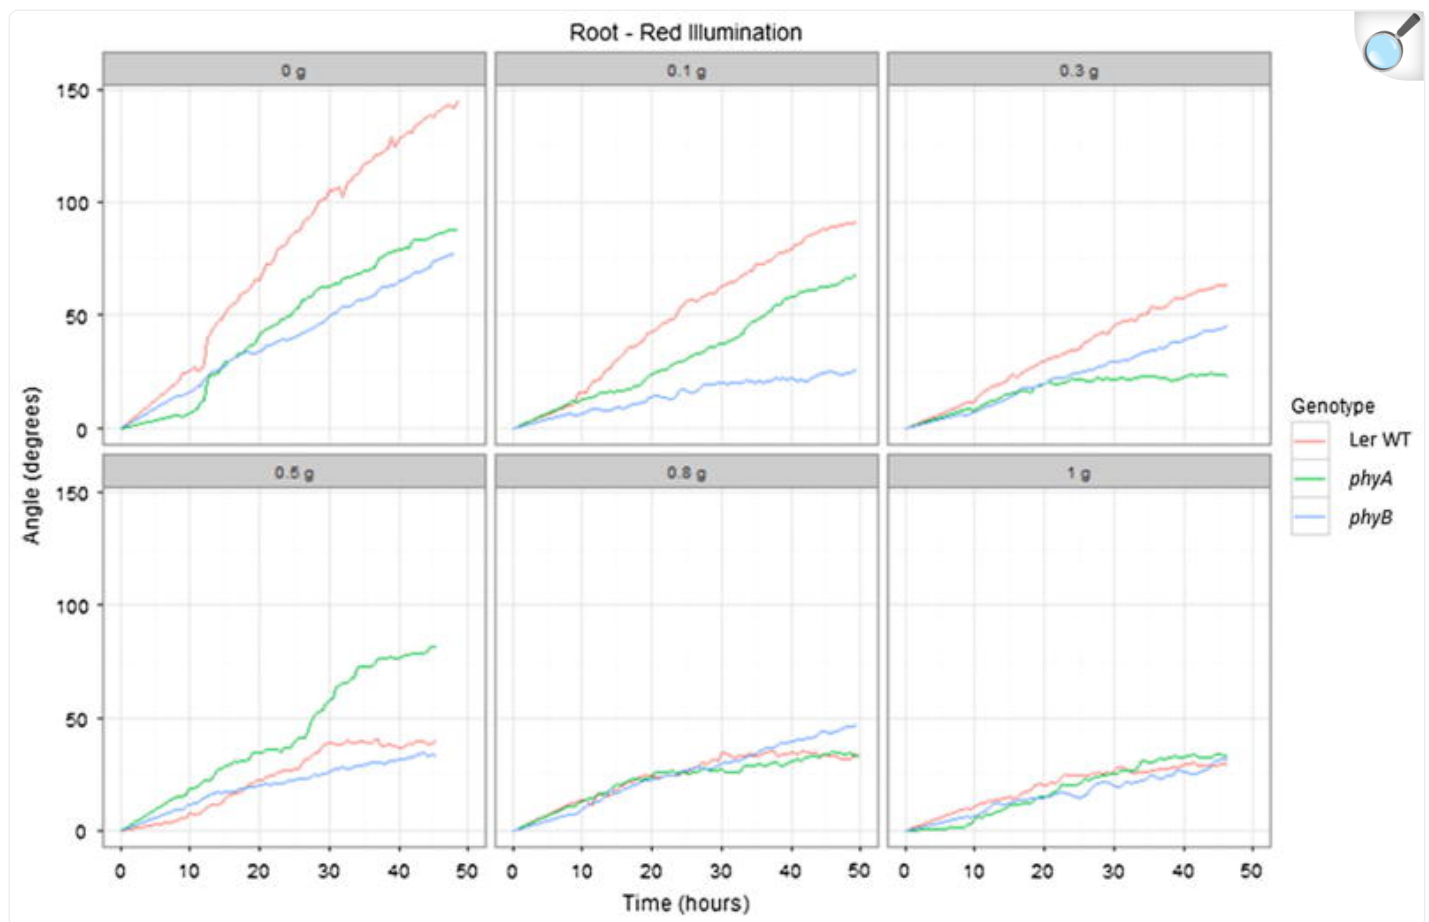 Root - Red Illumination
0 g
0.1 g
0.3 g
150
100
50
0
0.5 g
0.8 g
1 g
150
100
50
0
Angle (degrees)
0 10 20 30 40 50
0 10 20 30 40 50
0 10 20 30 40 50
Time (hours)
Genotype
Ler WT
phyA
phyB